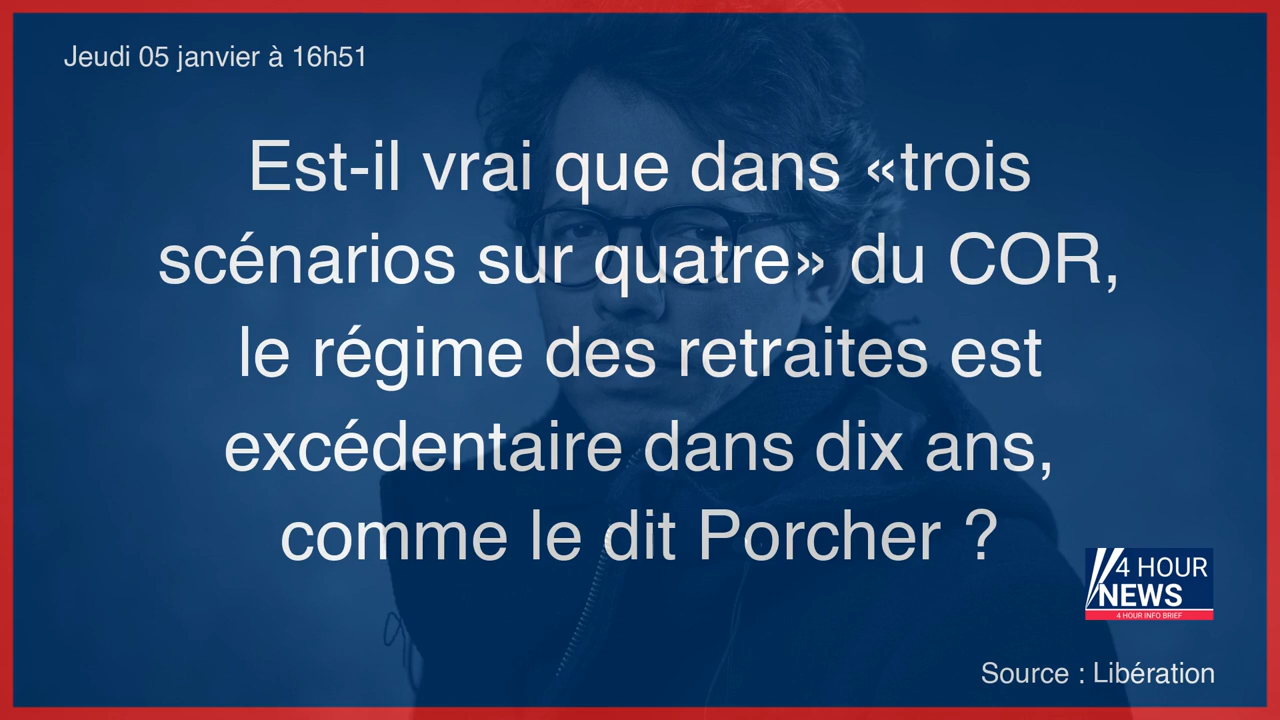 Jeudi 05 janvier à 16h51
Est-il vrai que dans «trois
scénarios sur quatre» du COR,
le régime des retraites est
excédentaire dans dix ans,
comme le dit Porcher ?
4 HOUR
NEWS
4 HOUR INFO BRIEF
Source : Libération